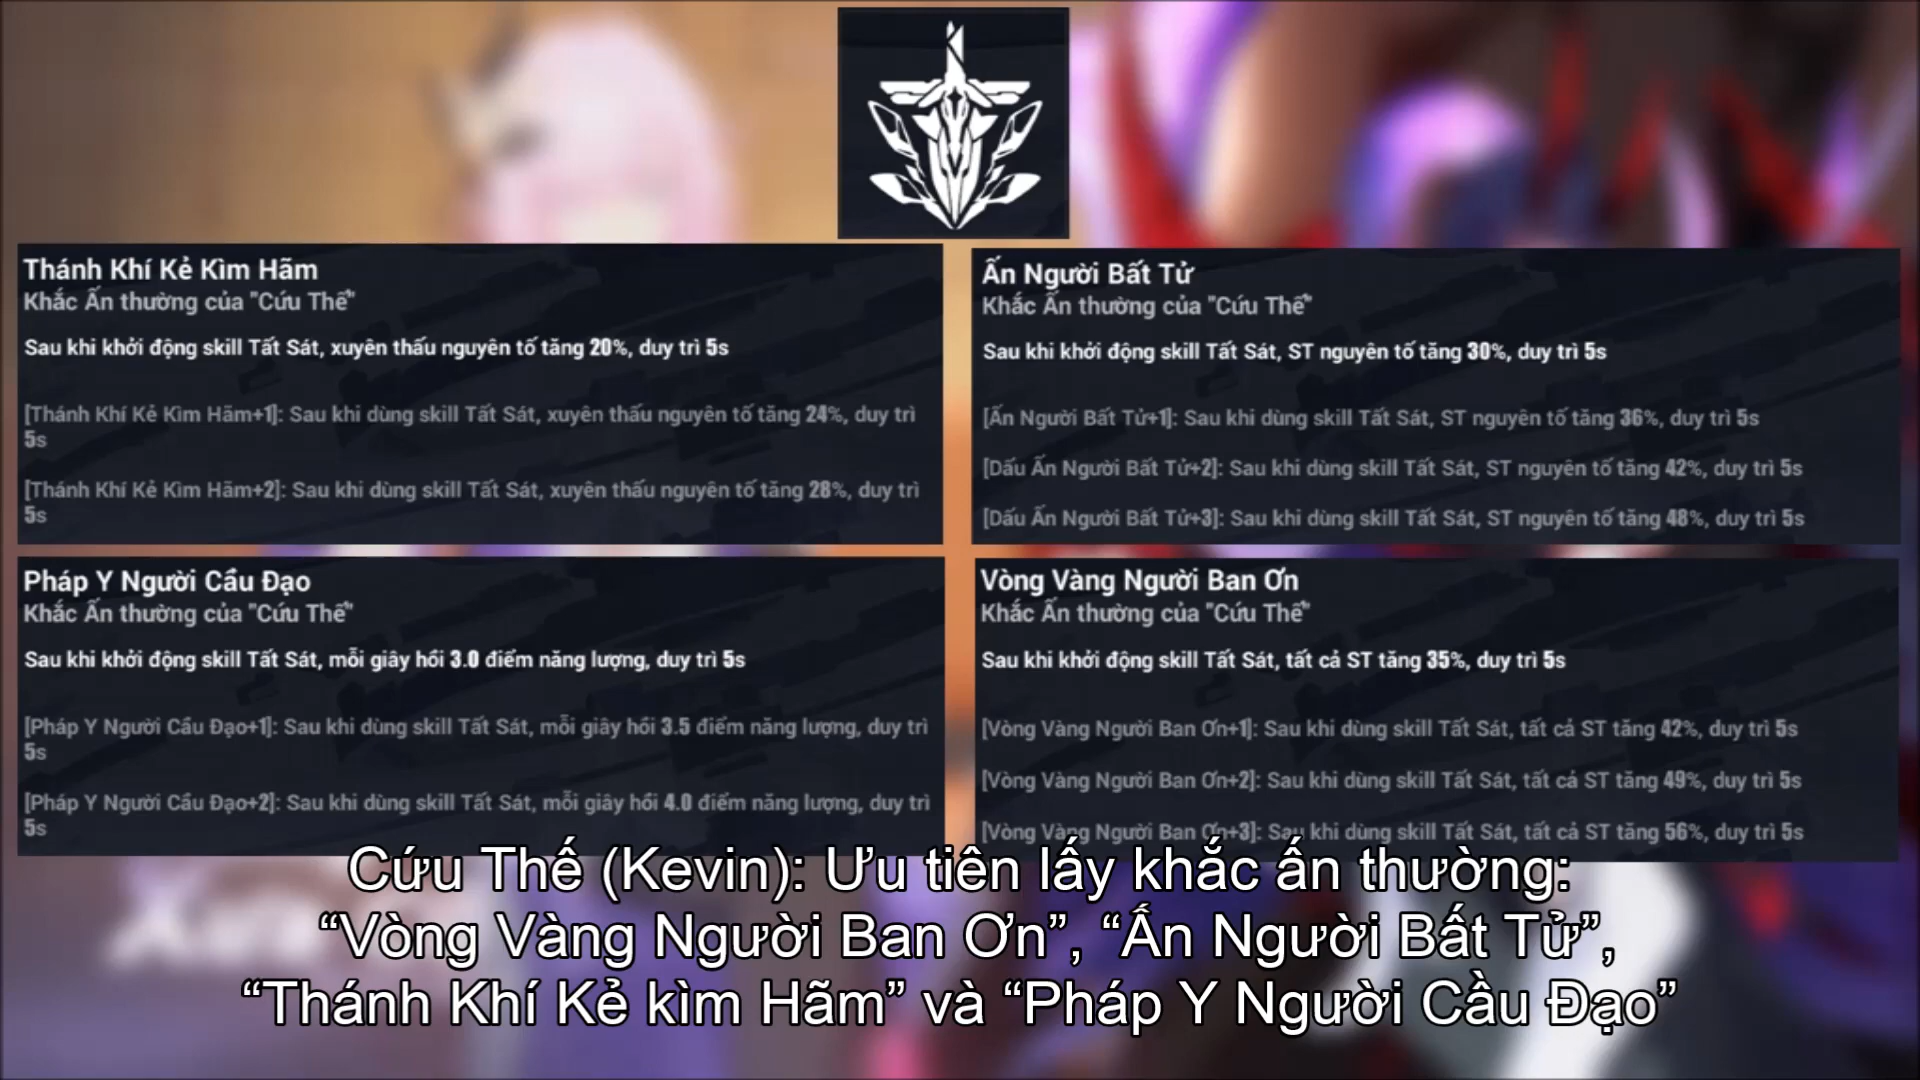 Thánh Khí Kẻ Kìm Hãm
Khắc Ấn thường của "Cứu Thế"
Sau khi khởi động skill Tất Sát, xuyên thấu nguyên tố tăng 20%, duy trì 5s
[Thánh Khí Kẻ Kìm Hãm+1]: Sau khi dùng skill Tất Sát, xuyên thấu nguyên tố tăng 24%, duy trì
5s
[Thánh Khí Kẻ Kìm Hãm+2]: Sau khi dùng skill Tất Sát, xuyên thấu nguyên tố tăng 28%, duy trì
5s
Ấn Người Bất Tử
Khắc Ấn thường của "Cứu Thế"
Sau khi khởi động skill Tất Sát, ST nguyên tố tăng 30%, duy trì 5s
[Ấn Người Bất Tử+1]: Sau khi dùng skill Tất Sát, ST nguyên tố tăng 36%, duy trì 5s
[Dấu Ấn Người Bất Tử+2]: Sau khi dùng skill Tất Sát, ST nguyên tố tăng 42%, duy trì 5s
[Dấu Ấn Người Bất Tử+3]: Sau khi dùng skill Tất Sát, ST nguyên tố tăng 48%, duy trì 5s
Pháp Y Người Cầu Đạo
Khắc Ấn thường của "Cứu Thế"
Sau khi khởi động skill Tất Sát, mỗi giây hồi 3.0 điểm năng lượng, duy trì 5s
[Pháp Y Người Cầu Đạo+1]: Sau khi dùng skill Tất Sát, mỗi giây hồi 3.5 điểm năng lượng, duy trì
5s
[Pháp Y Người Cầu Đạo+2]: Sau khi dùng skill Tất Sát, mỗi giây hồi 4.0 điểm năng lượng, duy trì
5s
Vòng Vàng Người Ban Ơn
Khắc Ấn thường của "Cứu Thế"
Sau khi khởi động skill Tất Sát, tất cả ST tăng 35%, duy trì 5s
[Vòng Vàng Người Ban Ơn+1]: Sau khi dùng skill Tất Sát, tất cả ST tăng 42%, duy trì 5s
[Vòng Vàng Người Ban Ơn+2]: Sau khi dùng skill Tất Sát, tất cả ST tăng 49%, duy trì 5s
[Vòng Vàng Người Ban Ơn+3]: Sau khi dùng skill Tất Sát, tất cả ST tăng 56%, duy trì 5s
Cứu Thế (Kevin): Ưu tiên lấy khắc ấn thường:
“Vòng Vàng Người Ban Ơn”, “Ấn Người Bất Tử”,
“Thánh Khí Kẻ kìm Hãm” và “Pháp Y Người Cầu Đạo”